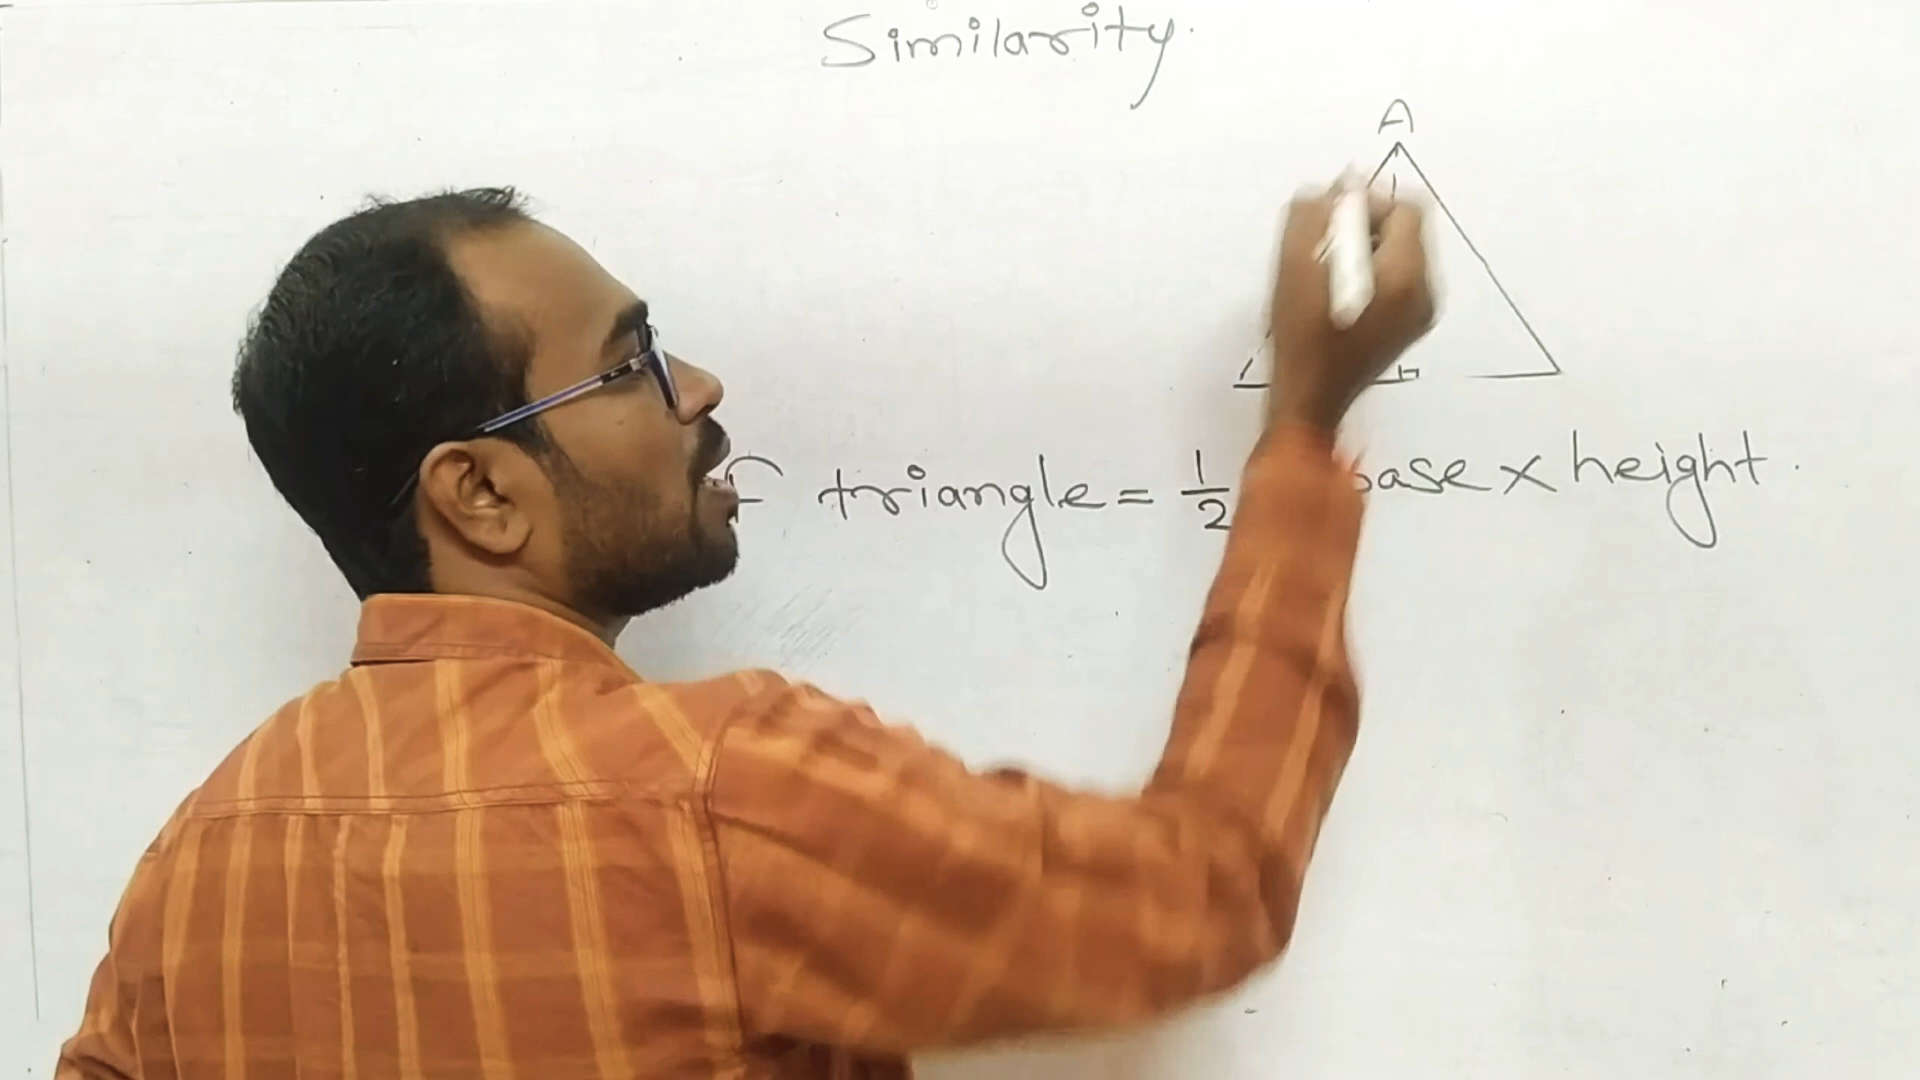 Similarity.
A
triangle = 1/2 base × height.